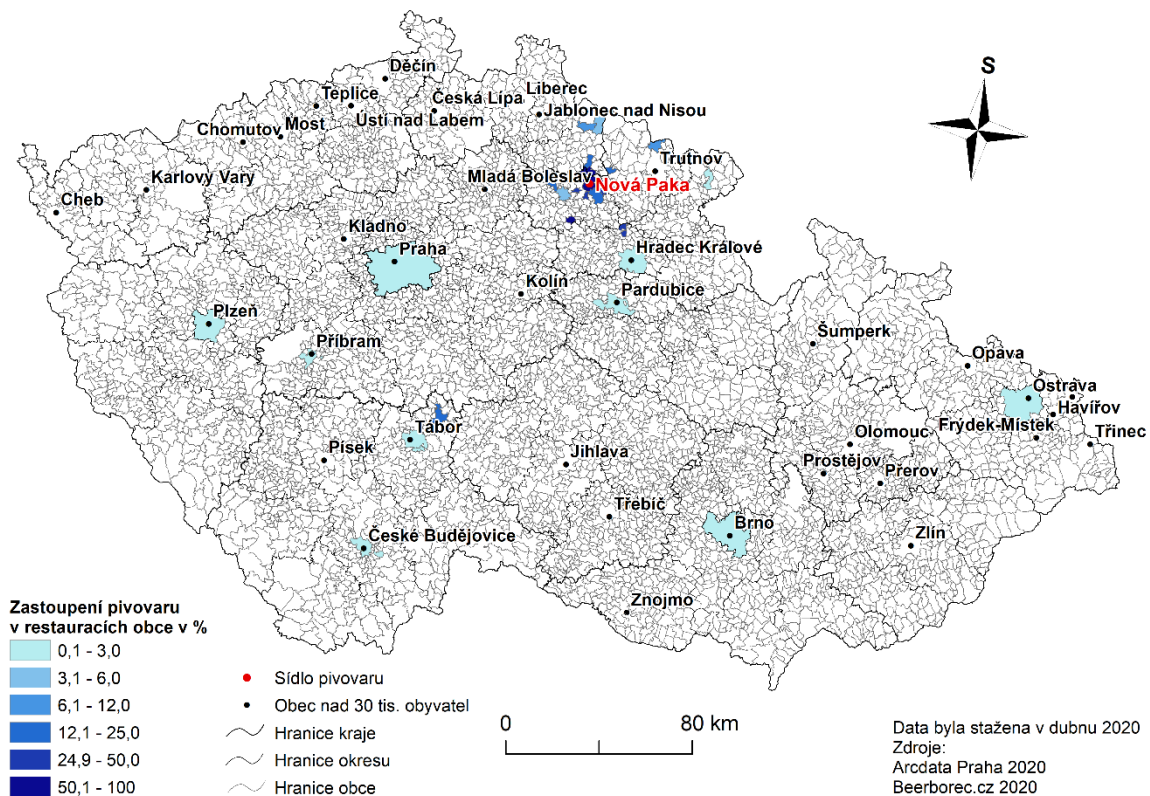 Děčín
Teplice
Ústí nad Labem
Česká Lípa
Liberec
Jablonec nad Nisou
Chomutov
Most
Karlovy Vary
Cheb
Mladá Boleslav
Trutnov
Nová Paka
Kladno
Praha
Hradec Králové
Kolín
Pardubice
Plzeň
Příbram
Šumperk
Opava
Ostrava
Havířov
Frýdek-Místek
Třinec
Tábor
Písek
Jihlava
Olomouc
Prostějov
Přerov
Třebíč
Brno
Zlín
České Budějovice
Znojmo
S
Zastoupení pivovaru
v restauracích obce v %
0,1 - 3,0
3,1 - 6,0
6,1 - 12,0
12,1 - 25,0
24,9 - 50,0
50,1 - 100
Sídlo pivovaru
Obec nad 30 tis. obyvatel
Hranice kraje
Hranice okresu
Hranice obce
0 80 km
Data byla stažena v dubnu 2020
Zdroje:
Arcdata Praha 2020
Beerborec.cz 2020